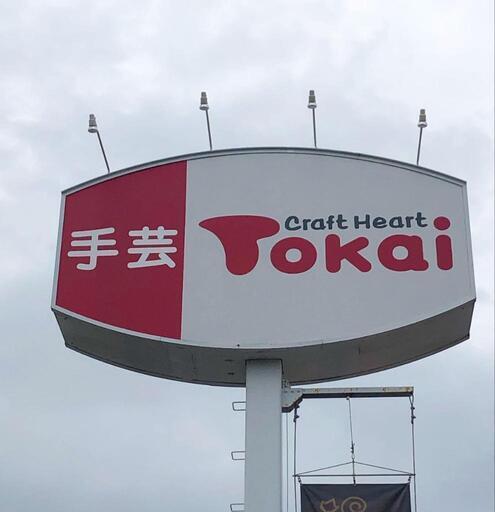 手芸
Craft Heart
Tokai